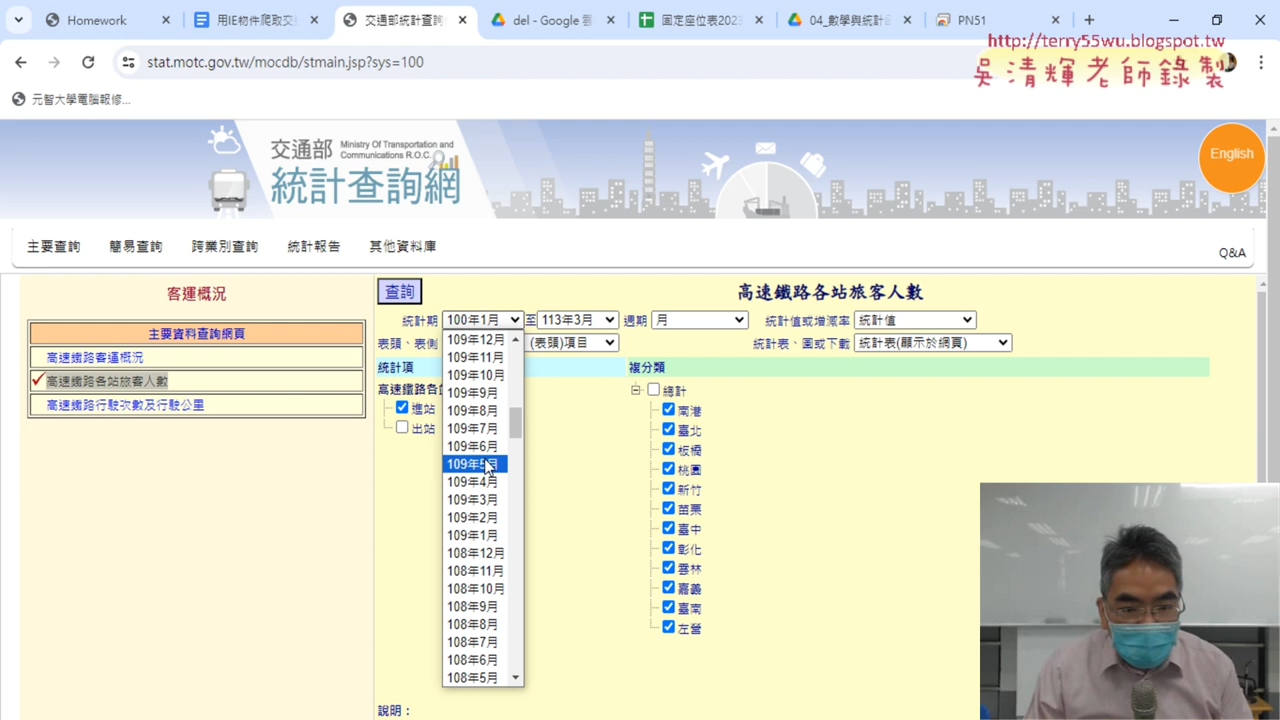 Homework
用IE物件爬取交
交通部統計查詢
del - Google 雲
固定座位表2023
04_數學與統計
PN51
http://terry55wu.blogspot.tw
吳清輝老師錄製
stat.motc.gov.tw/mocdb/stmain.jsp?sys=100
元智大學電腦報修...
交通部
Ministry Of Transportation and
Communications R.O.C.
統計查詢網
English
主要查詢
簡易查詢
跨業別查詢
統計報告
其他資料庫
Q&A
客運概況
主要資料查詢網頁
高速鐵路客運概況
高速鐵路各站旅客人數
高速鐵路行駛次數及行駛公里
查詢
高速鐵路各站旅客人數
統計期 100年1月 至 113年3月 週期 月 統計值或增減率 統計值
表頭、表側 (表頭)項目 統計表、圖或下載 統計表(顯示於網頁)
統計項
複分類
高速鐵路各
進站
出站
109年12月
109年11月
109年10月
109年9月
109年8月
109年7月
109年6月
109年5月
109年4月
109年3月
109年2月
109年1月
108年12月
108年11月
108年10月
108年9月
108年8月
108年7月
108年6月
108年5月
總計
南港
臺北
板橋
桃園
新竹
苗栗
臺中
彰化
雲林
嘉義
臺南
左營
說明：